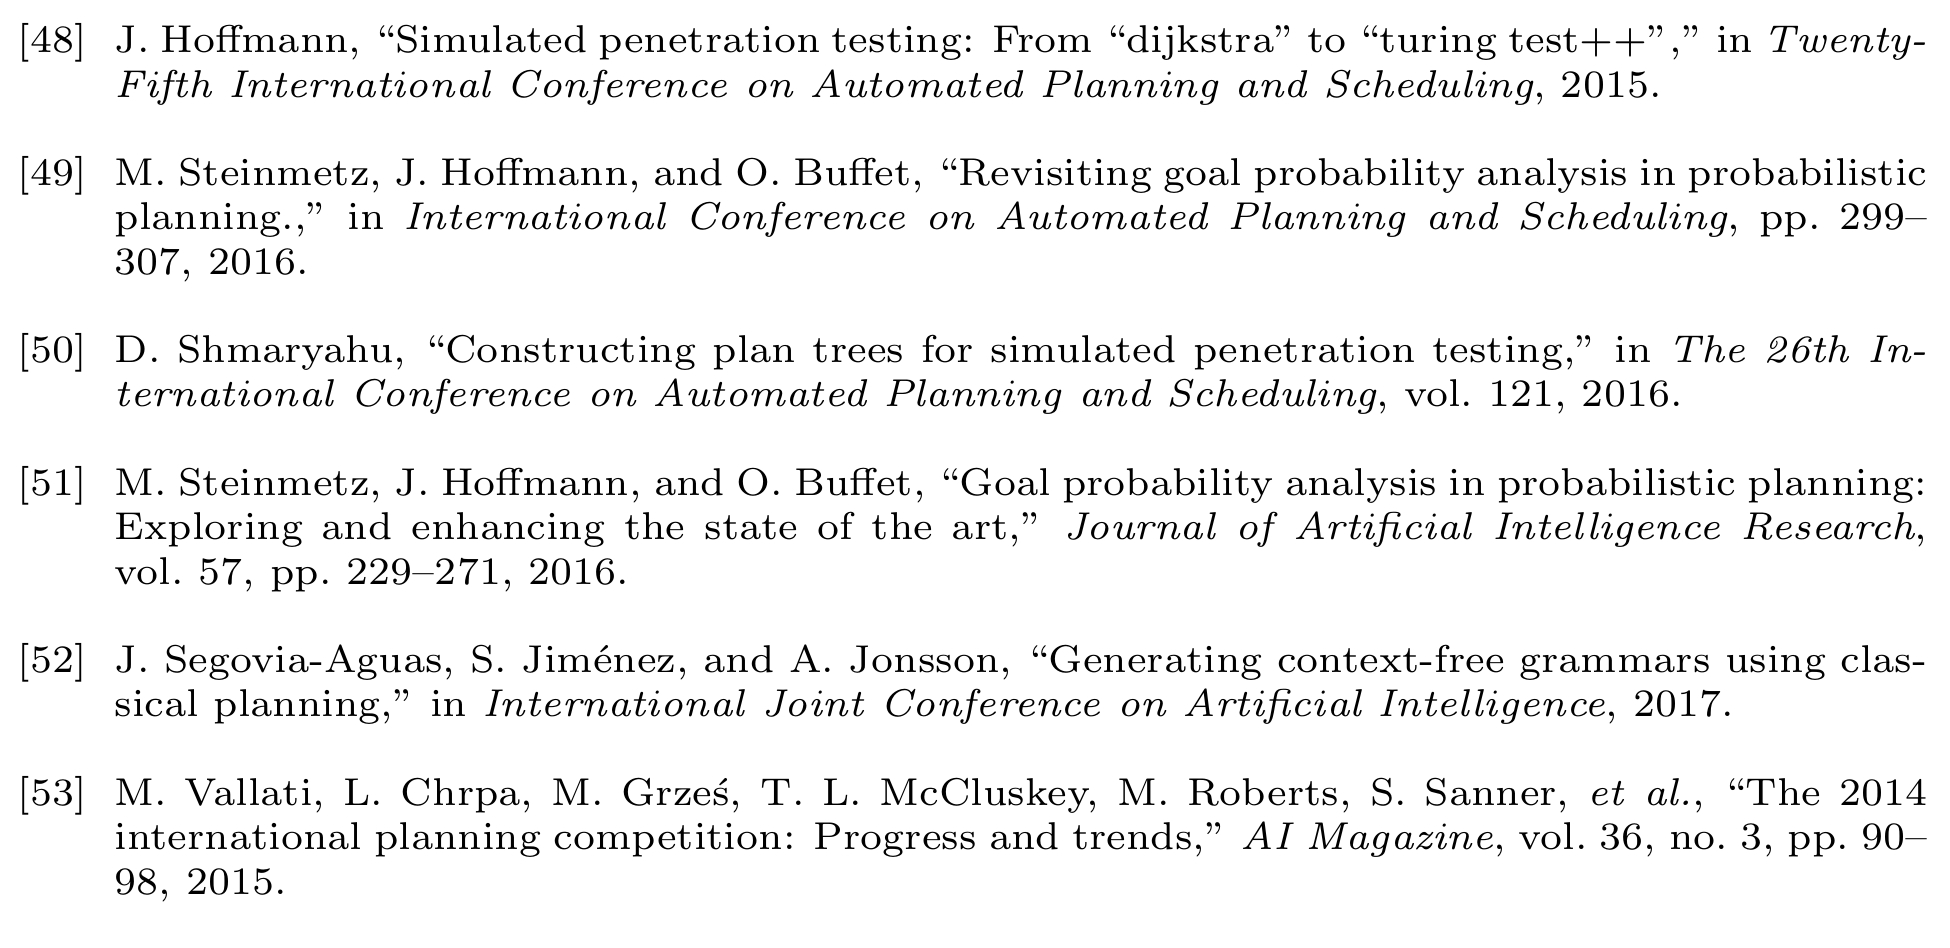 [48] J. Hoffmann, “Simulated penetration testing: From “dijkstra” to “turing test++”,” in Twenty-
Fifth International Conference on Automated Planning and Scheduling, 2015.
[49] M. Steinmetz, J. Hoffmann, and O. Buffet, “Revisiting goal probability analysis in probabilistic
planning.,” in International Conference on Automated Planning and Scheduling, pp. 299–
307, 2016.
[50] D. Shmaryahu, “Constructing plan trees for simulated penetration testing,” in The 26th In-
ternational Conference on Automated Planning and Scheduling, vol. 121, 2016.
[51] M. Steinmetz, J. Hoffmann, and O. Buffet, “Goal probability analysis in probabilistic planning:
Exploring and enhancing the state of the art,” Journal of Artificial Intelligence Research,
vol. 57, pp. 229–271, 2016.
[52] J. Segovia-Aguas, S. Jiménez, and A. Jonsson, “Generating context-free grammars using clas-
sical planning,” in International Joint Conference on Artificial Intelligence, 2017.
[53] M. Vallati, L. Chrpa, M. Grześ, T. L. McCluskey, M. Roberts, S. Sanner, et al., “The 2014
international planning competition: Progress and trends,” AI Magazine, vol. 36, no. 3, pp. 90–
98, 2015.